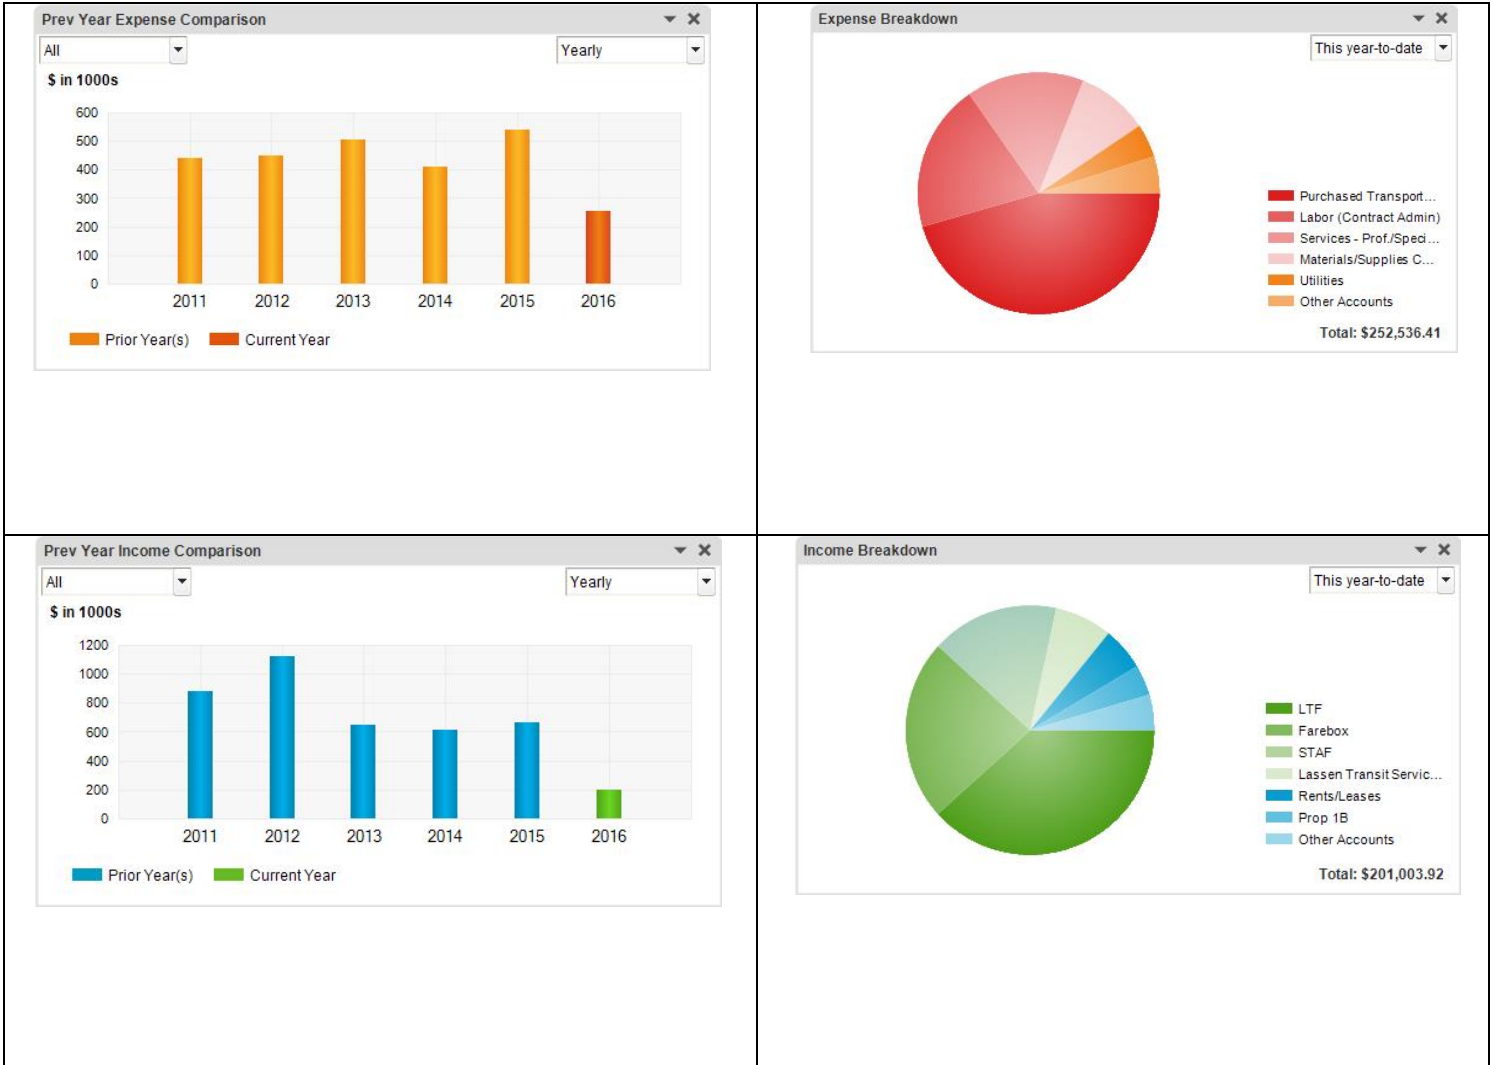 Prev Year Expense Comparison
All
Yearly
$ in 1000s
600
500
400
300
200
100
0
2011 2012 2013 2014 2015 2016
Prior Year(s) Current Year
Expense Breakdown
This year-to-date
Purchased Transport...
Labor (Contract Admin)
Services - Prof./Speci...
Materials/Supplies C...
Utilities
Other Accounts
Total: $252,536.41
Prev Year Income Comparison
All
Yearly
$ in 1000s
1200
1000
800
600
400
200
0
2011 2012 2013 2014 2015 2016
Prior Year(s) Current Year
Income Breakdown
This year-to-date
LTF
Farebox
STAF
Lassen Transit Servic...
Rents/Leases
Prop 1B
Other Accounts
Total: $201,003.92